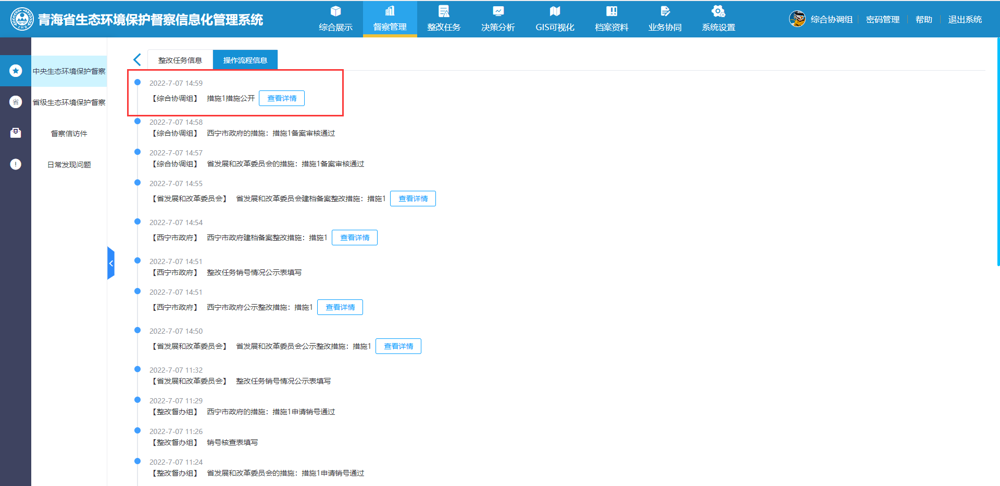 青海省生态环境保护督察信息化管理系统
综合展示
督察管理
整改任务
决策分析
GIS可视化
档案资料
业务协同
系统设置
综合协调组
密码管理
帮助
退出系统
中央生态环境保护督察
省
省级生态环境保护督察
督察信访件
日常发现问题
整改任务信息
操作流程信息
2022-7-07 14:59
【综合协调组】 措施1措施公开 查看详情
2022-7-07 14:58
【综合协调组】 西宁市政府的措施：措施1备案审核通过
2022-7-07 14:57
【综合协调组】 省发展和改革委员会的措施：措施1备案审核通过
2022-7-07 14:55
【省发展和改革委员会】 省发展和改革委员会建档备案整改措施：措施1 查看详情
2022-7-07 14:54
【西宁市政府】 西宁市政府建档备案整改措施：措施1 查看详情
2022-7-07 14:51
【西宁市政府】 整改任务销号情况公示表填写
2022-7-07 14:51
【西宁市政府】 西宁市政府公示整改措施：措施1 查看详情
2022-7-07 14:50
【省发展和改革委员会】 省发展和改革委员会公示整改措施：措施1 查看详情
2022-7-07 11:32
【省发展和改革委员会】 整改任务销号情况公示表填写
2022-7-07 11:29
【整改督办组】 西宁市政府的措施：措施1申请销号通过
2022-7-07 11:26
【整改督办组】 销号核查表填写
2022-7-07 11:24
【整改督办组】 省发展和改革委员会的措施：措施1申请销号通过
ZHB